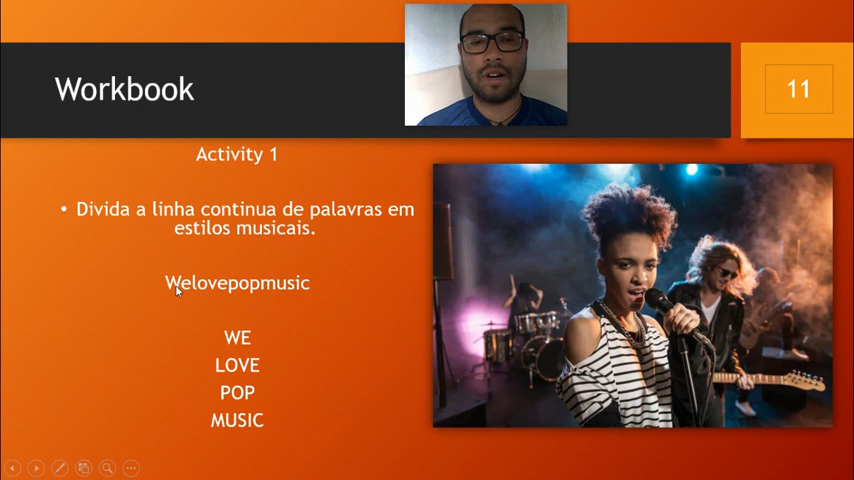 Workbook
11
Activity 1
• Divida a linha continua de palavras em
estilos musicais.
Welovepopmusic
WE
LOVE
POP
MUSIC